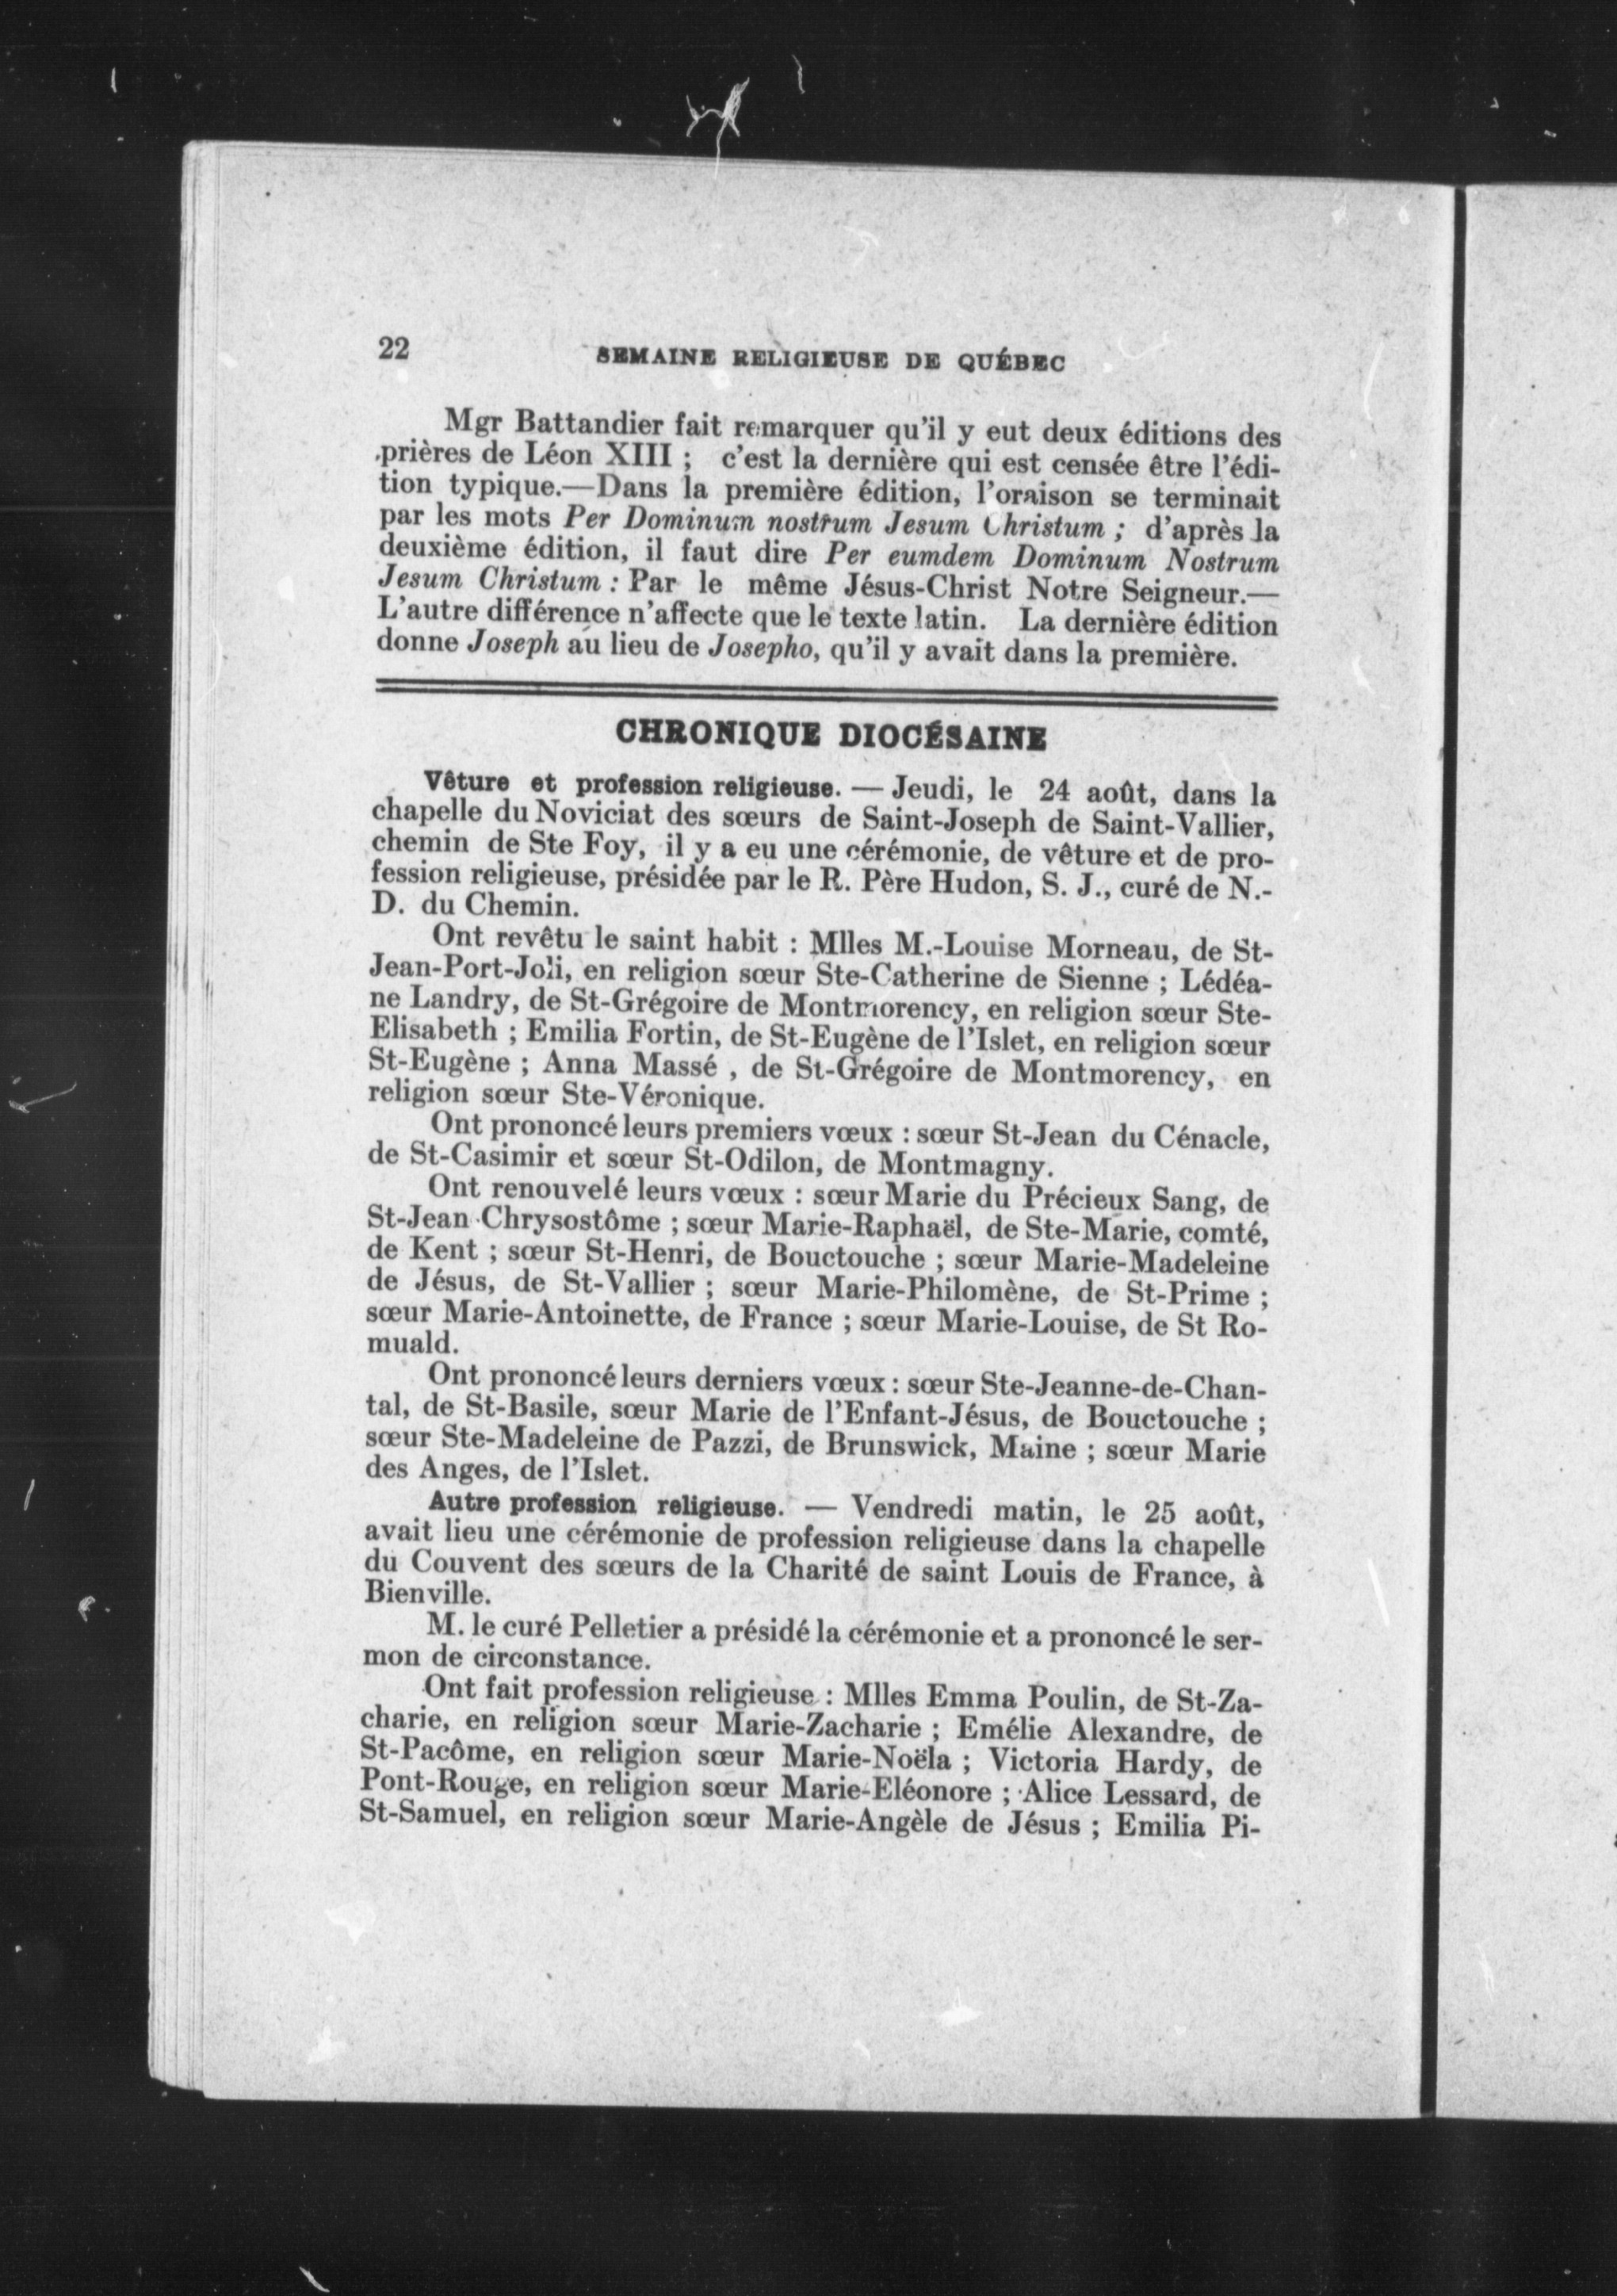 22
SEMAINE RELIGIEUSE DE QUÉBEC
Mgr Battandier fait remarquer qu'il y eut deux éditions des
prières de Léon XIII ; c'est la dernière qui est censée être l'édi-
tion typique.—Dans la première édition, l'oraison se terminait
par les mots Per Dominum nostrum Jesum Christum ; d'après la
deuxième édition, il faut dire Per eumdem Dominum Nostrum
Jesum Christum : Par le même Jésus-Christ Notre Seigneur.—
L'autre différence n'affecte que le texte latin. La dernière édition
donne Joseph au lieu de Josepho, qu'il y avait dans la première.
CHRONIQUE DIOCÉSAINE
Vêture et profession religieuse. — Jeudi, le 24 août, dans la
chapelle du Noviciat des sœurs de Saint-Joseph de Saint-Vallier,
chemin de Ste Foy, il y a eu une cérémonie, de vêture et de pro-
fession religieuse, présidée par le R. Père Hudon, S. J., curé de N.-
D. du Chemin.
Ont revêtu le saint habit : Mlles M.-Louise Morneau, de St-
Jean-Port-Joli, en religion sœur Ste-Catherine de Sienne ; Lédéa-
ne Landry, de St-Grégoire de Montmorency, en religion sœur Ste-
Elisabeth ; Emilia Fortin, de St-Eugène de l'Islet, en religion sœur
St-Eugène ; Anna Massé , de St-Grégoire de Montmorency, en
religion sœur Ste-Véronique.
Ont prononcé leurs premiers vœux : sœur St-Jean du Cénacle,
de St-Casimir et sœur St-Odilon, de Montmagny.
Ont renouvelé leurs vœux : sœur Marie du Précieux Sang, de
St-Jean Chrysostôme ; sœur Marie-Raphaël, de Ste-Marie, comté,
de Kent ; sœur St-Henri, de Bouctouche ; sœur Marie-Madeleine
de Jésus, de St-Vallier ; sœur Marie-Philomène, de St-Prime ;
sœur Marie-Antoinette, de France ; sœur Marie-Louise, de St Ro-
muald.
Ont prononcé leurs derniers vœux : sœur Ste-Jeanne-de-Chan-
tal, de St-Basile, sœur Marie de l'Enfant-Jésus, de Bouctouche ;
sœur Ste-Madeleine de Pazzi, de Brunswick, Maine ; sœur Marie
des Anges, de l'Islet.
Autre profession religieuse. — Vendredi matin, le 25 août,
avait lieu une cérémonie de profession religieuse dans la chapelle
du Couvent des sœurs de la Charité de saint Louis de France, à
Bienville.
M. le curé Pelletier a présidé la cérémonie et a prononcé le ser-
mon de circonstance.
Ont fait profession religieuse : Mlles Emma Poulin, de St-Za-
charie, en religion sœur Marie-Zacharie ; Emélie Alexandre, de
St-Pacôme, en religion sœur Marie-Noëla ; Victoria Hardy, de
Pont-Rouge, en religion sœur Marie-Eléonore ; Alice Lessard, de
St-Samuel, en religion sœur Marie-Angèle de Jésus ; Emilia Pi-